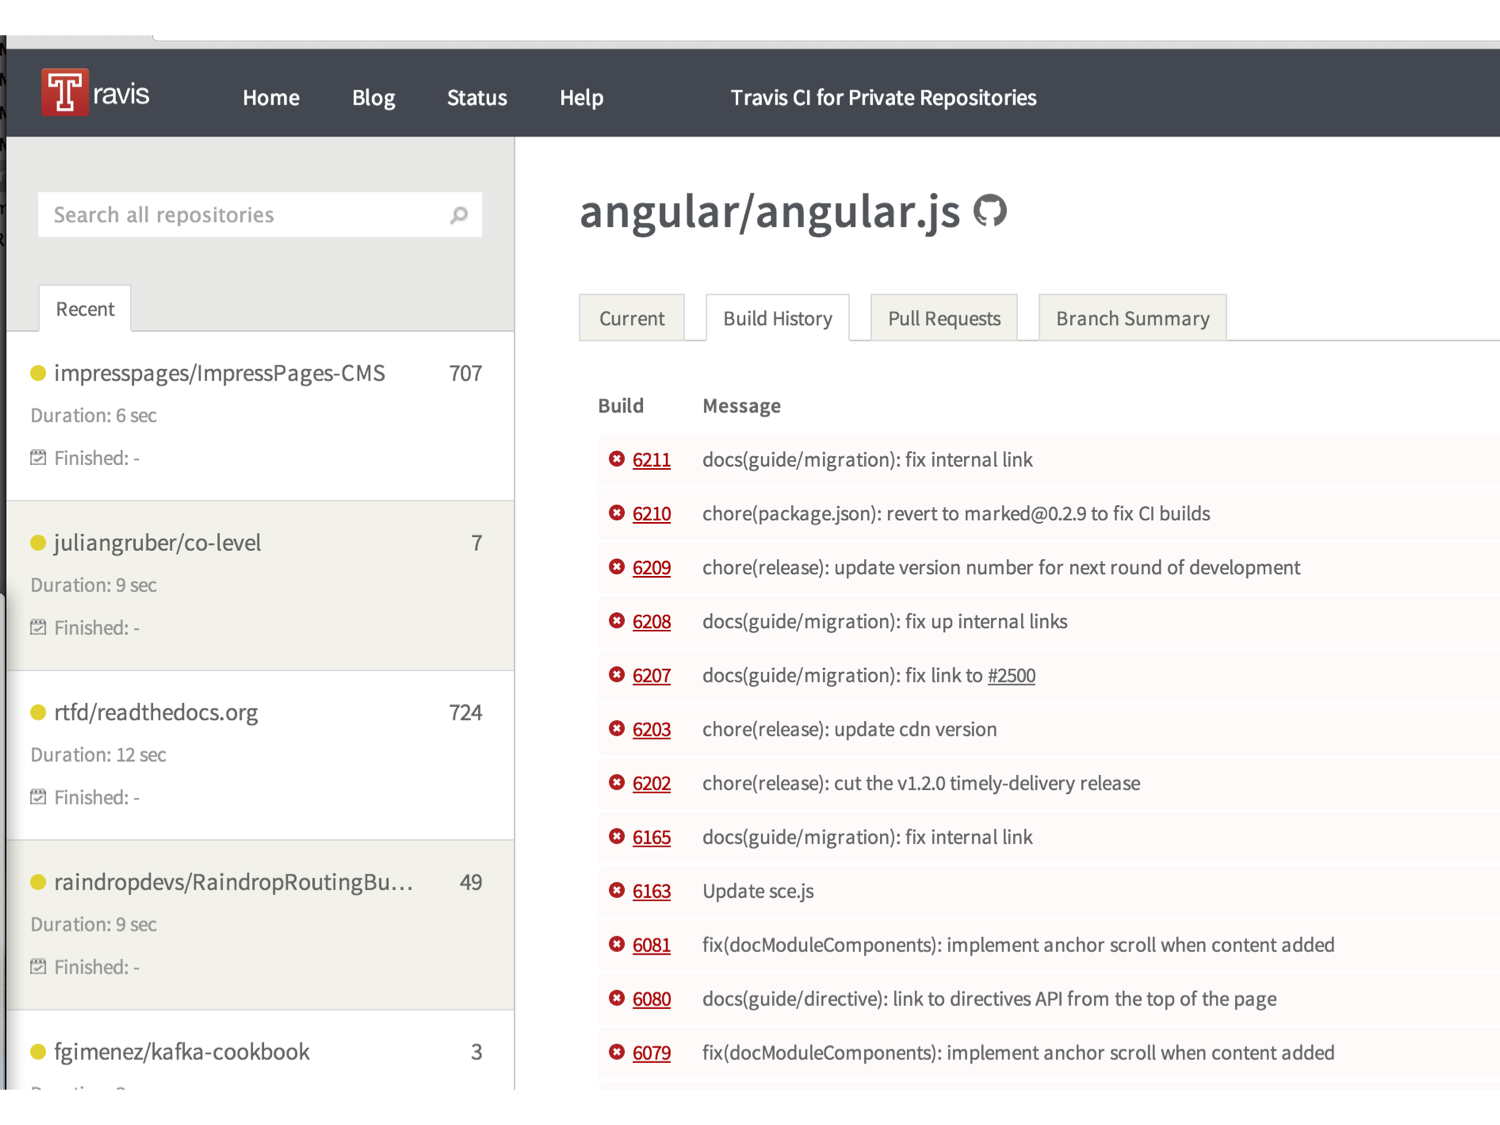 Travis
Home Blog Status Help Travis CI for Private Repositories
Search all repositories
Recent
impresspages/ImpressPages-CMS 707
Duration: 6 sec
Finished: -
juliangruber/co-level 7
Duration: 9 sec
Finished: -
rtfd/readthedocs.org 724
Duration: 12 sec
Finished: -
raindropdevs/RaindropRoutingBu... 49
Duration: 9 sec
Finished: -
fgimenez/kafka-cookbook 3
angular/angular.js
Current Build History Pull Requests Branch Summary
Build Message
6211 docs(guide/migration): fix internal link
6210 chore(package.json): revert to marked@0.2.9 to fix CI builds
6209 chore(release): update version number for next round of development
6208 docs(guide/migration): fix up internal links
6207 docs(guide/migration): fix link to #2500
6203 chore(release): update cdn version
6202 chore(release): cut the v1.2.0 timely-delivery release
6165 docs(guide/migration): fix internal link
6163 Update sce.js
6081 fix(docModuleComponents): implement anchor scroll when content added
6080 docs(guide/directive): link to directives API from the top of the page
6079 fix(docModuleComponents): implement anchor scroll when content added